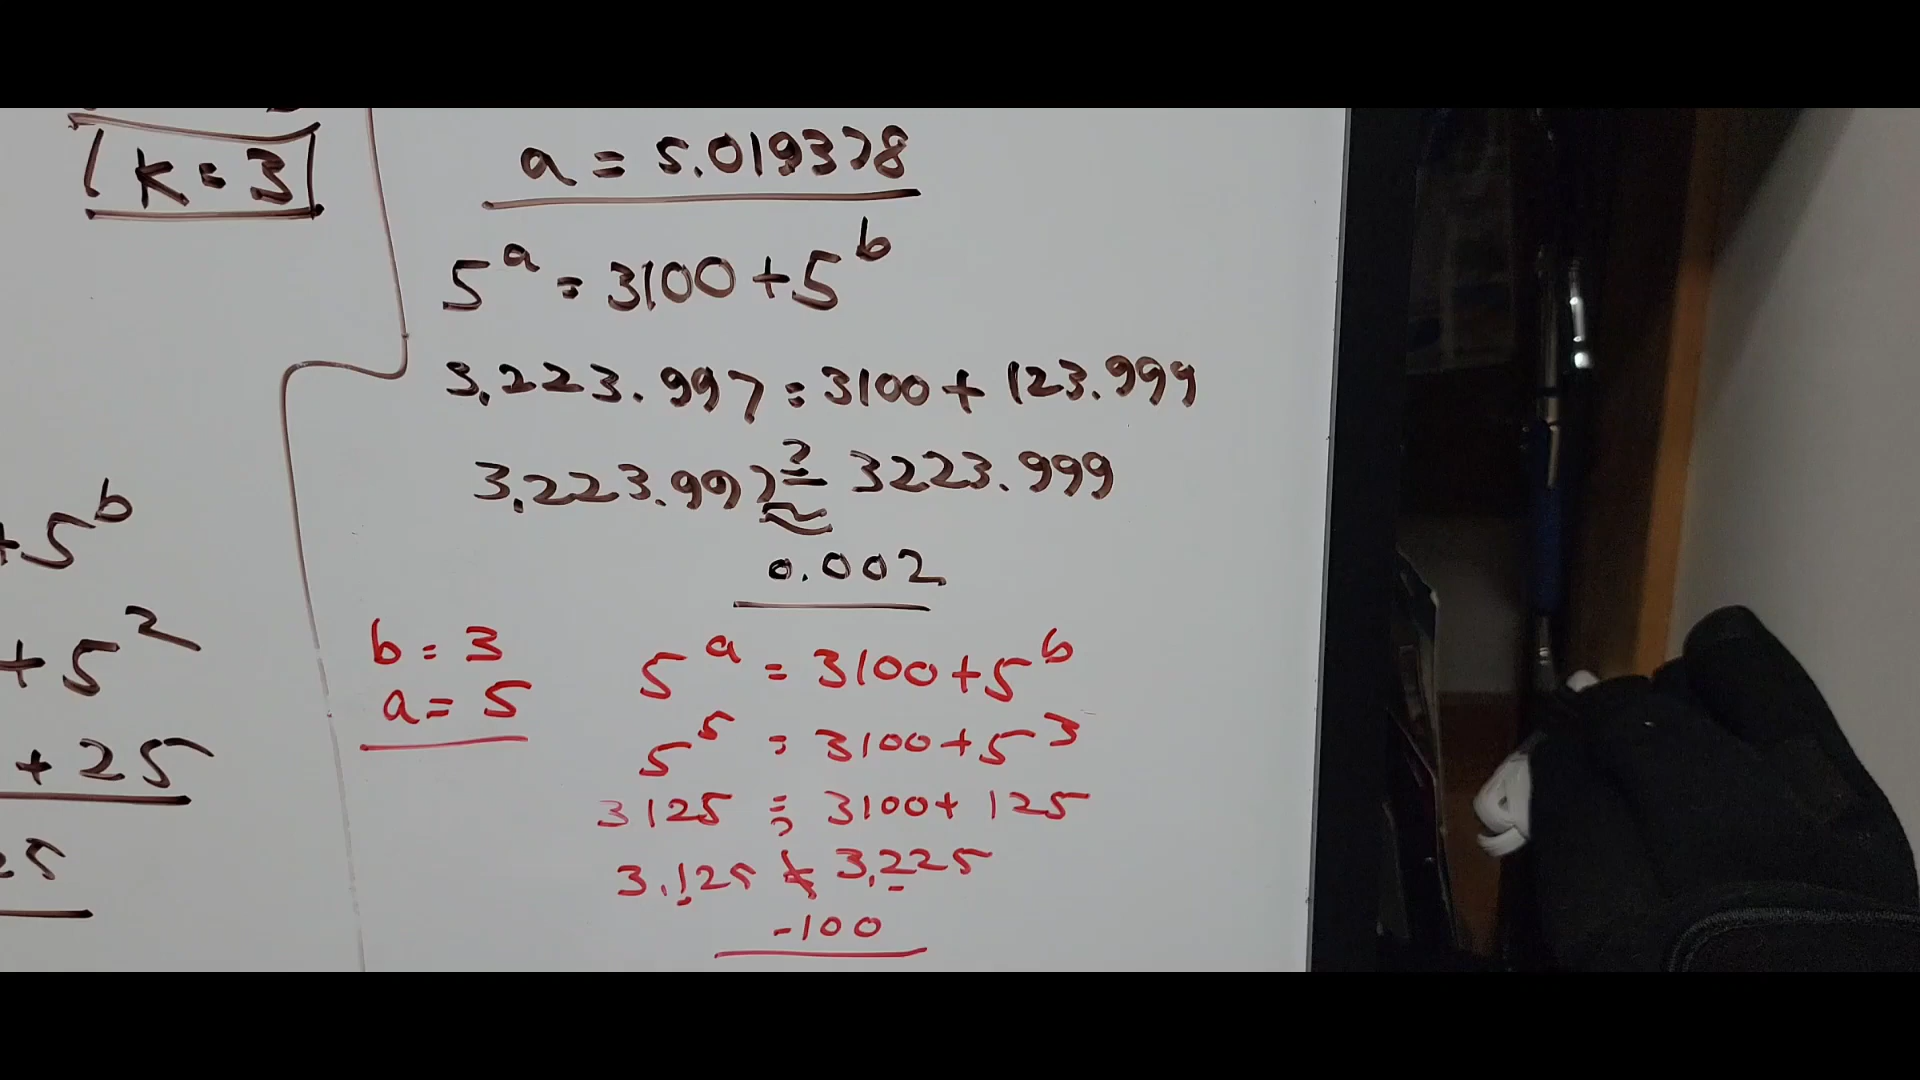 k = 3
+5^b
+ 5^2
+ 25
25
a = 5.019378
5^a = 3100 + 5^b
3,223.997 = 3100 + 123.999
3,223.997 ≟ 3223.999
≈
0.002
b = 3
a = 5
5^a = 3100 + 5^b
5^5 = 3100 + 5^3
3125 = 3100 + 125
?
3.125 ≠ 3,225
-100